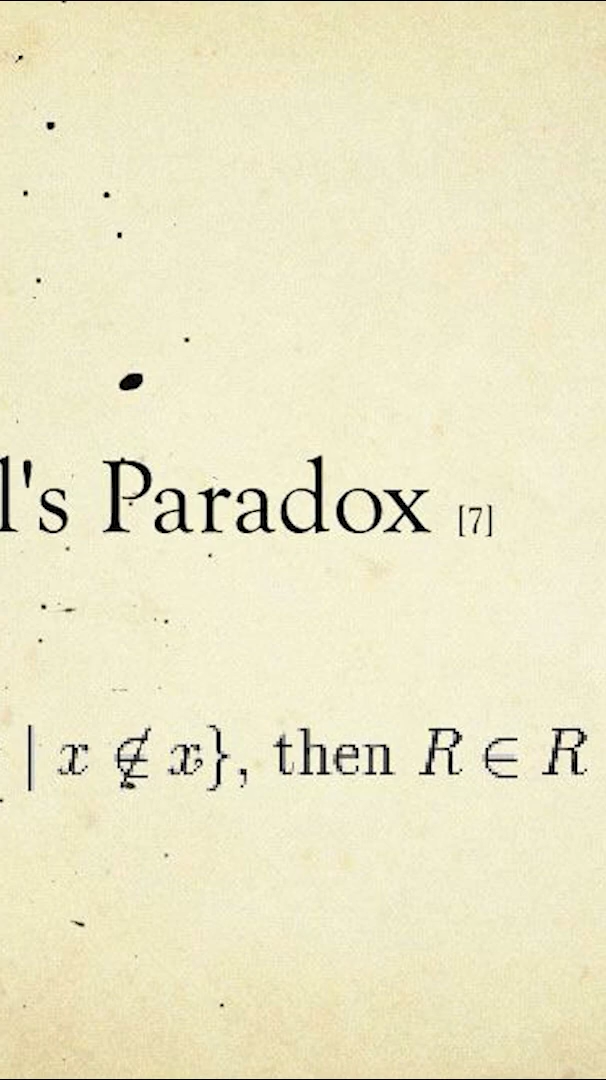 l's Paradox [7]
| x ∉ x}, then R ∈ R